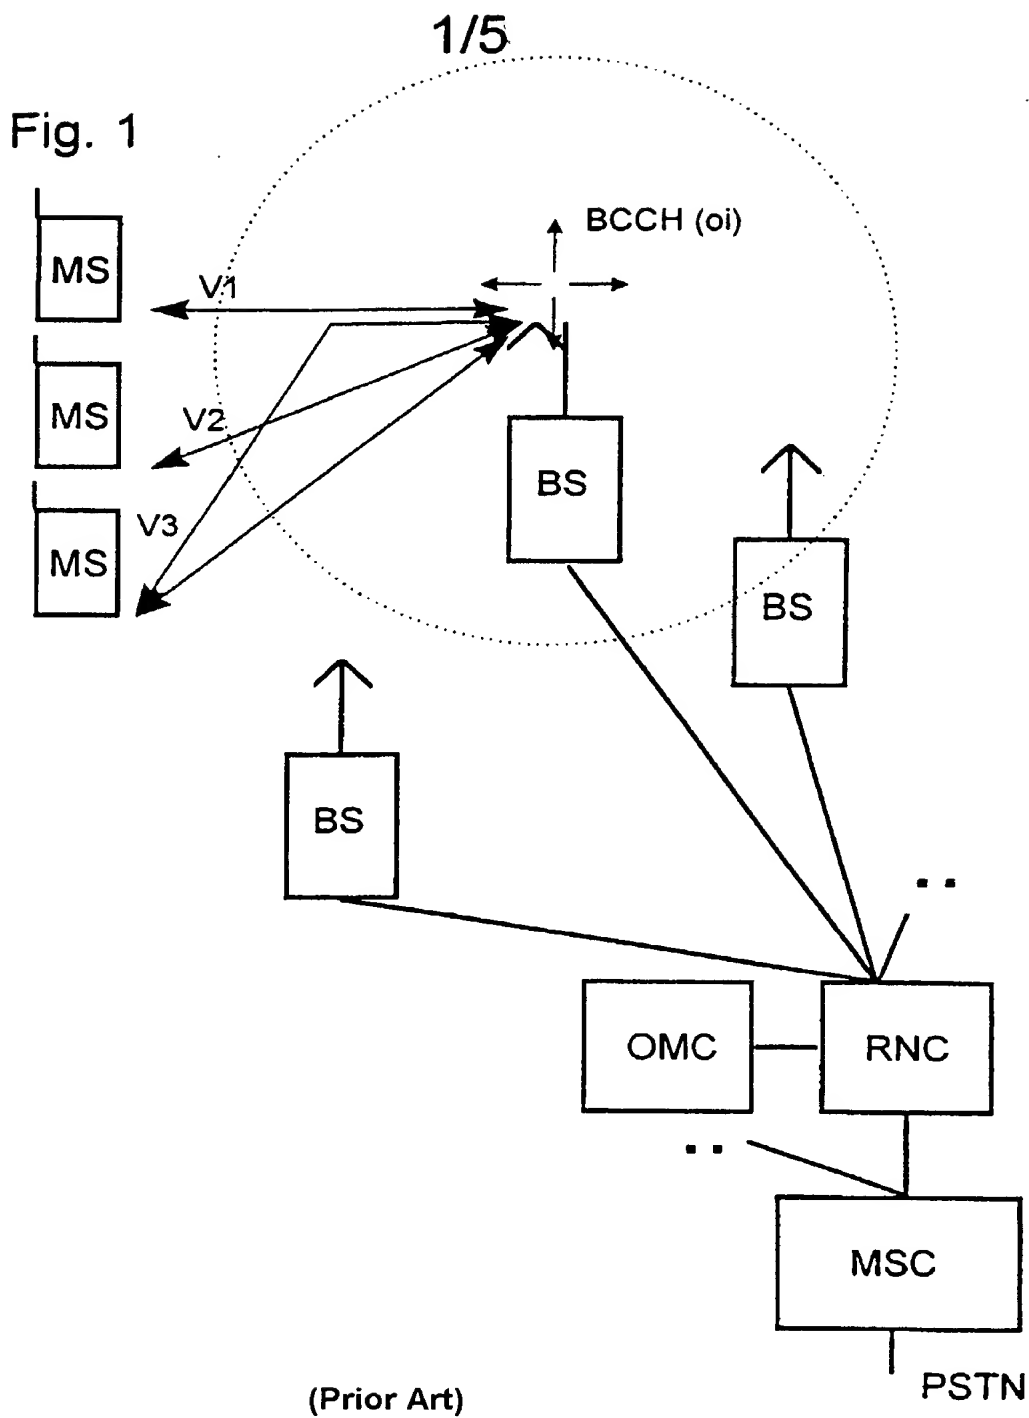 1/5
Fig. 1
BCCH (oi)
MS
V1
MS
V2
BS
V3
MS
BS
BS
OMC
RNC
MSC
PSTN
(Prior Art)